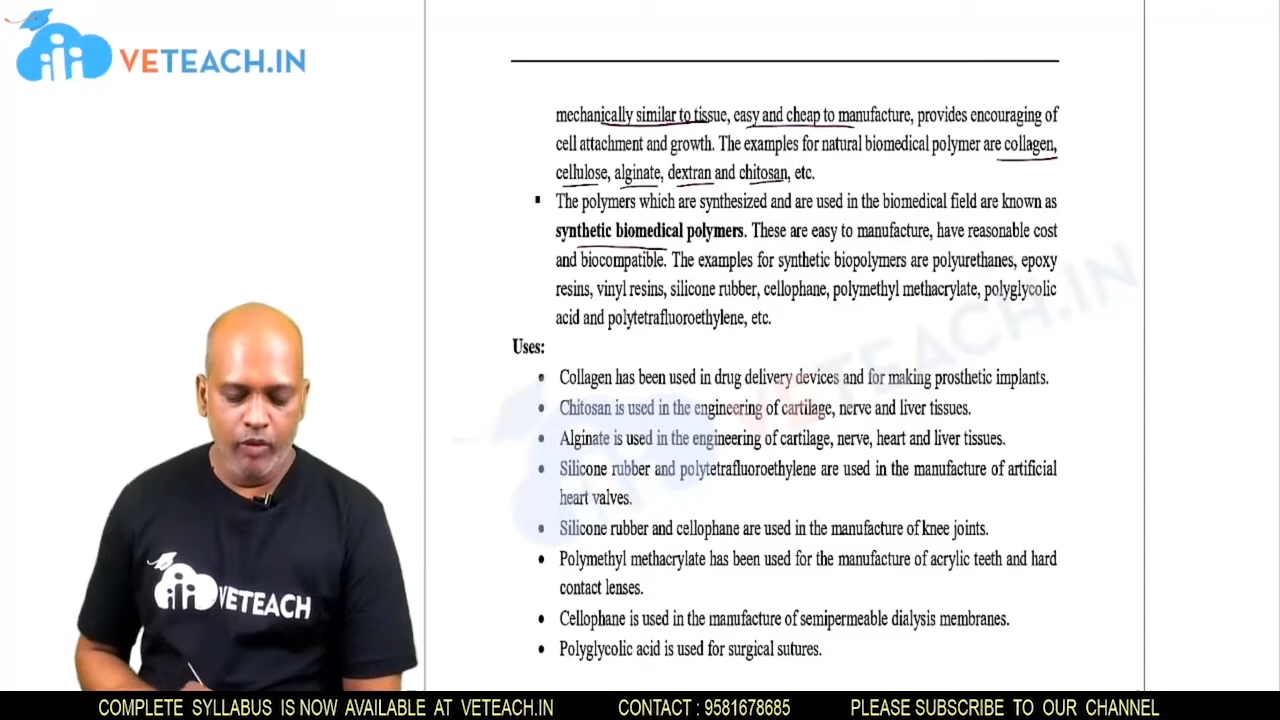 VETEACH.IN
mechanically similar to tissue, easy and cheap to manufacture, provides encouraging of
cell attachment and growth. The examples for natural biomedical polymer are collagen,
cellulose, alginate, dextran and chitosan, etc.
▪ The polymers which are synthesized and are used in the biomedical field are known as
synthetic biomedical polymers. These are easy to manufacture, have reasonable cost
and biocompatible. The examples for synthetic biopolymers are polyurethanes, epoxy
resins, vinyl resins, silicone rubber, cellophane, polymethyl methacrylate, polyglycolic
acid and polytetrafluoroethylene, etc.
Uses:
• Collagen has been used in drug delivery devices and for making prosthetic implants.
• Chitosan is used in the engineering of cartilage, nerve and liver tissues.
• Alginate is used in the engineering of cartilage, nerve, heart and liver tissues.
• Silicone rubber and polytetrafluoroethylene are used in the manufacture of artificial
heart valves.
• Silicone rubber and cellophane are used in the manufacture of knee joints.
• Polymethyl methacrylate has been used for the manufacture of acrylic teeth and hard
contact lenses.
• Cellophane is used in the manufacture of semipermeable dialysis membranes.
• Polyglycolic acid is used for surgical sutures.
VETEACH.IN
VETEACH
COMPLETE SYLLABUS IS NOW AVAILABLE AT VETEACH.IN CONTACT : 9581678685 PLEASE SUBSCRIBE TO OUR CHANNEL